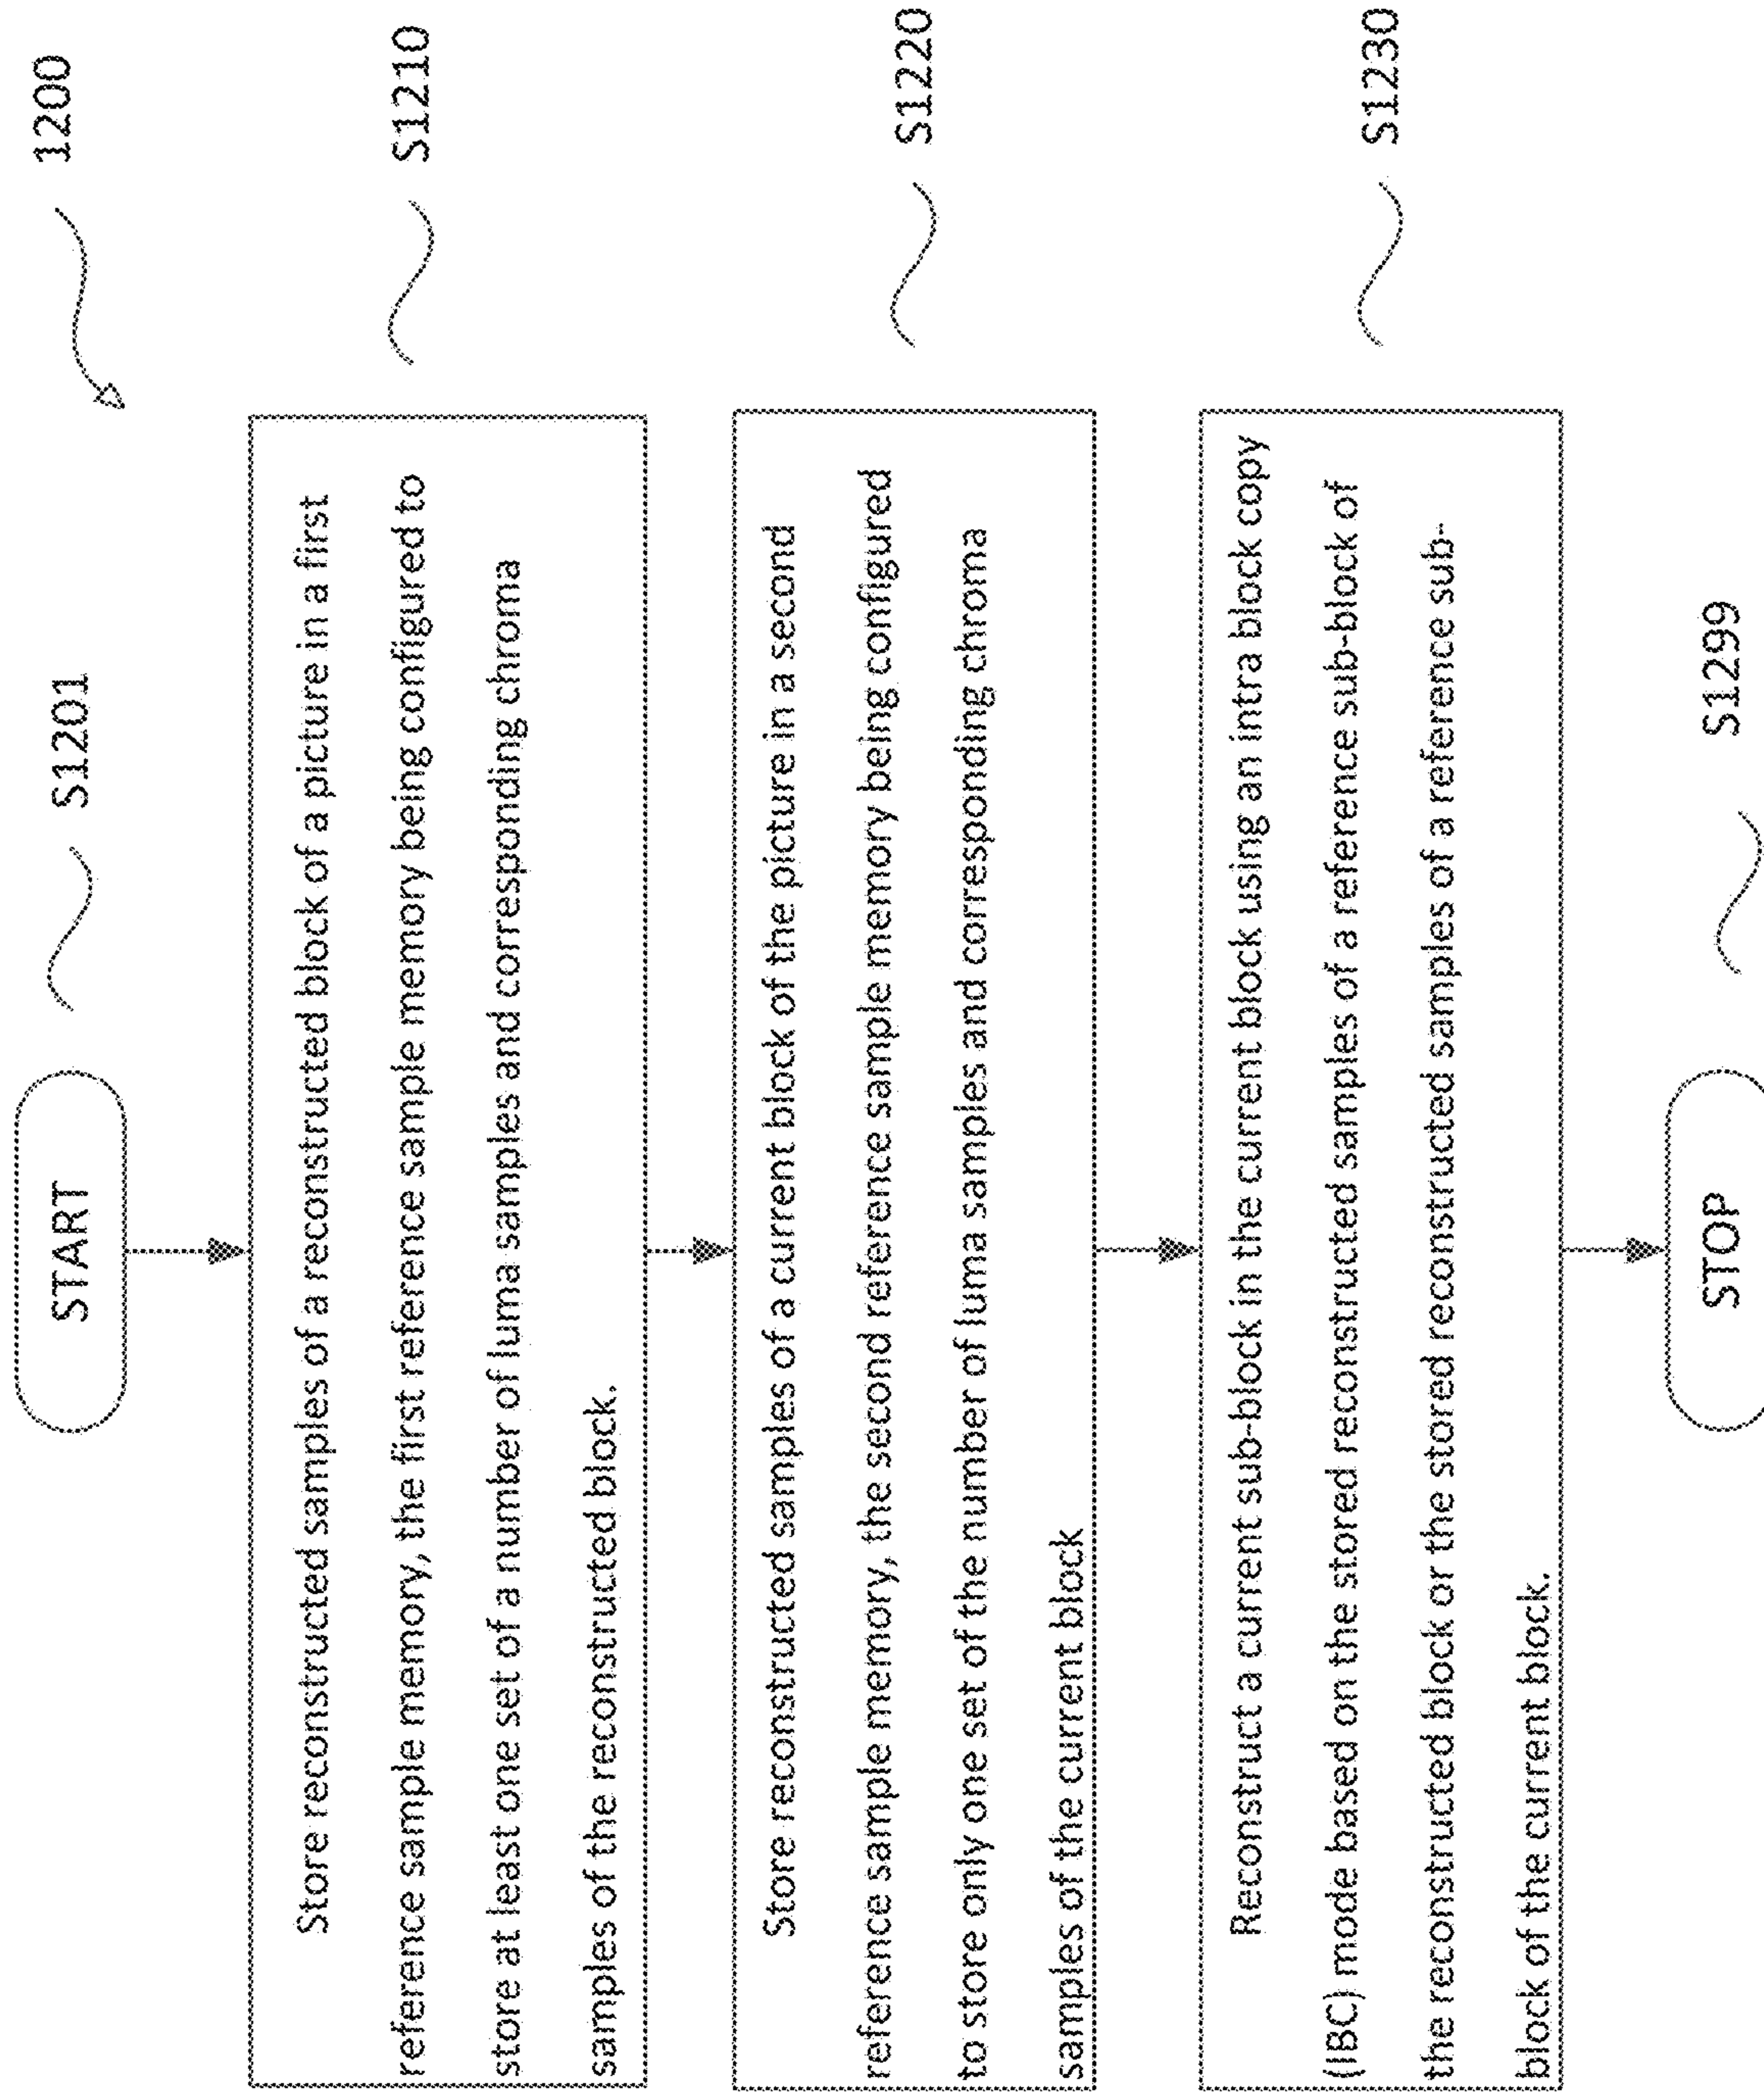 1200
START
S1201
Store reconstructed samples of a reconstructed block of a picture in a first
reference sample memory, the first reference sample memory being configured to
store at least one set of a number of luma samples and corresponding chroma
samples of the reconstructed block.
S1210
Store reconstructed samples of a current block of the picture in a second
reference sample memory, the second reference sample memory being configured
to store only one set of the number of luma samples and corresponding chroma
samples of the current block
S1220
Reconstruct a current sub-block in the current block using an intra block copy
(IBC) mode based on the stored reconstructed samples of a reference sub-block of
the reconstructed block or the stored reconstructed samples of a reference sub-
block of the current block.
S1230
STOP
S1299